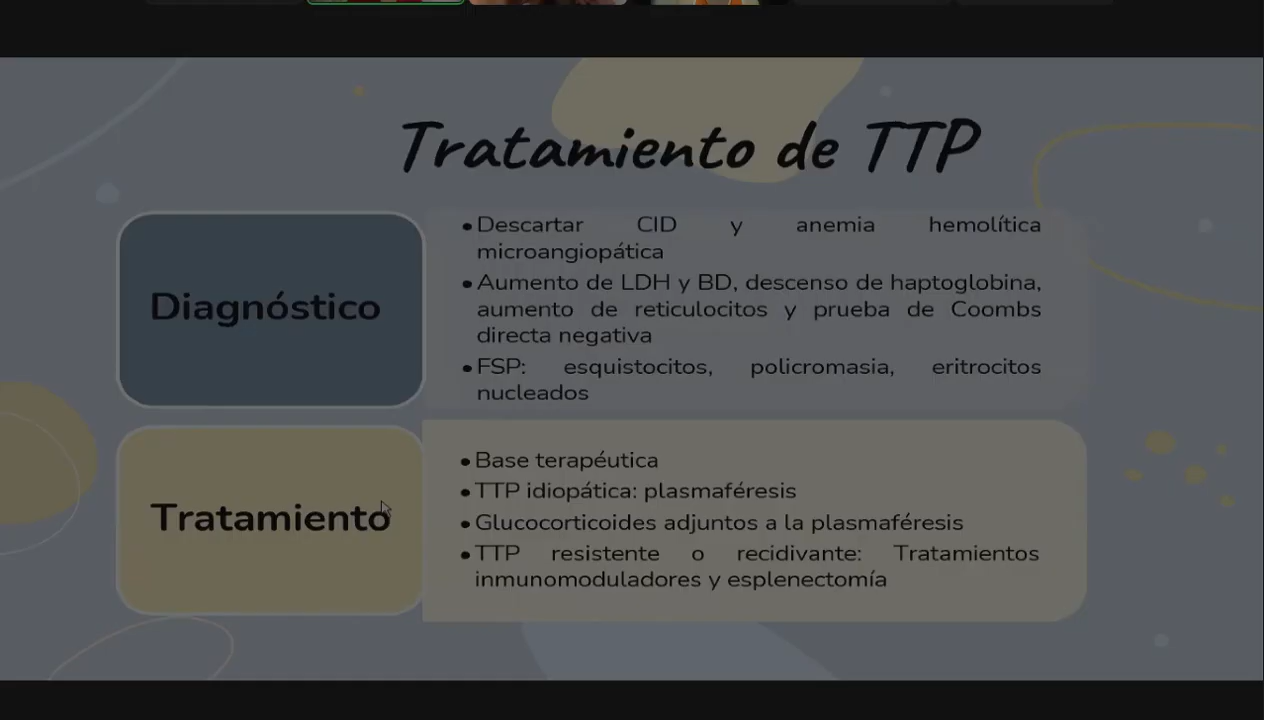 Tratamiento de TTP
Diagnóstico
• Descartar CID y anemia hemolítica
microangiopática
• Aumento de LDH y BD, descenso de haptoglobina,
aumento de reticulocitos y prueba de Coombs
directa negativa
• FSP: esquistocitos, policromasia, eritrocitos
nucleados
Tratamiento
• Base terapéutica
• TTP idiopática: plasmaféresis
• Glucocorticoides adjuntos a la plasmaféresis
• TTP resistente o recidivante: Tratamientos
inmunomoduladores y esplenectomía